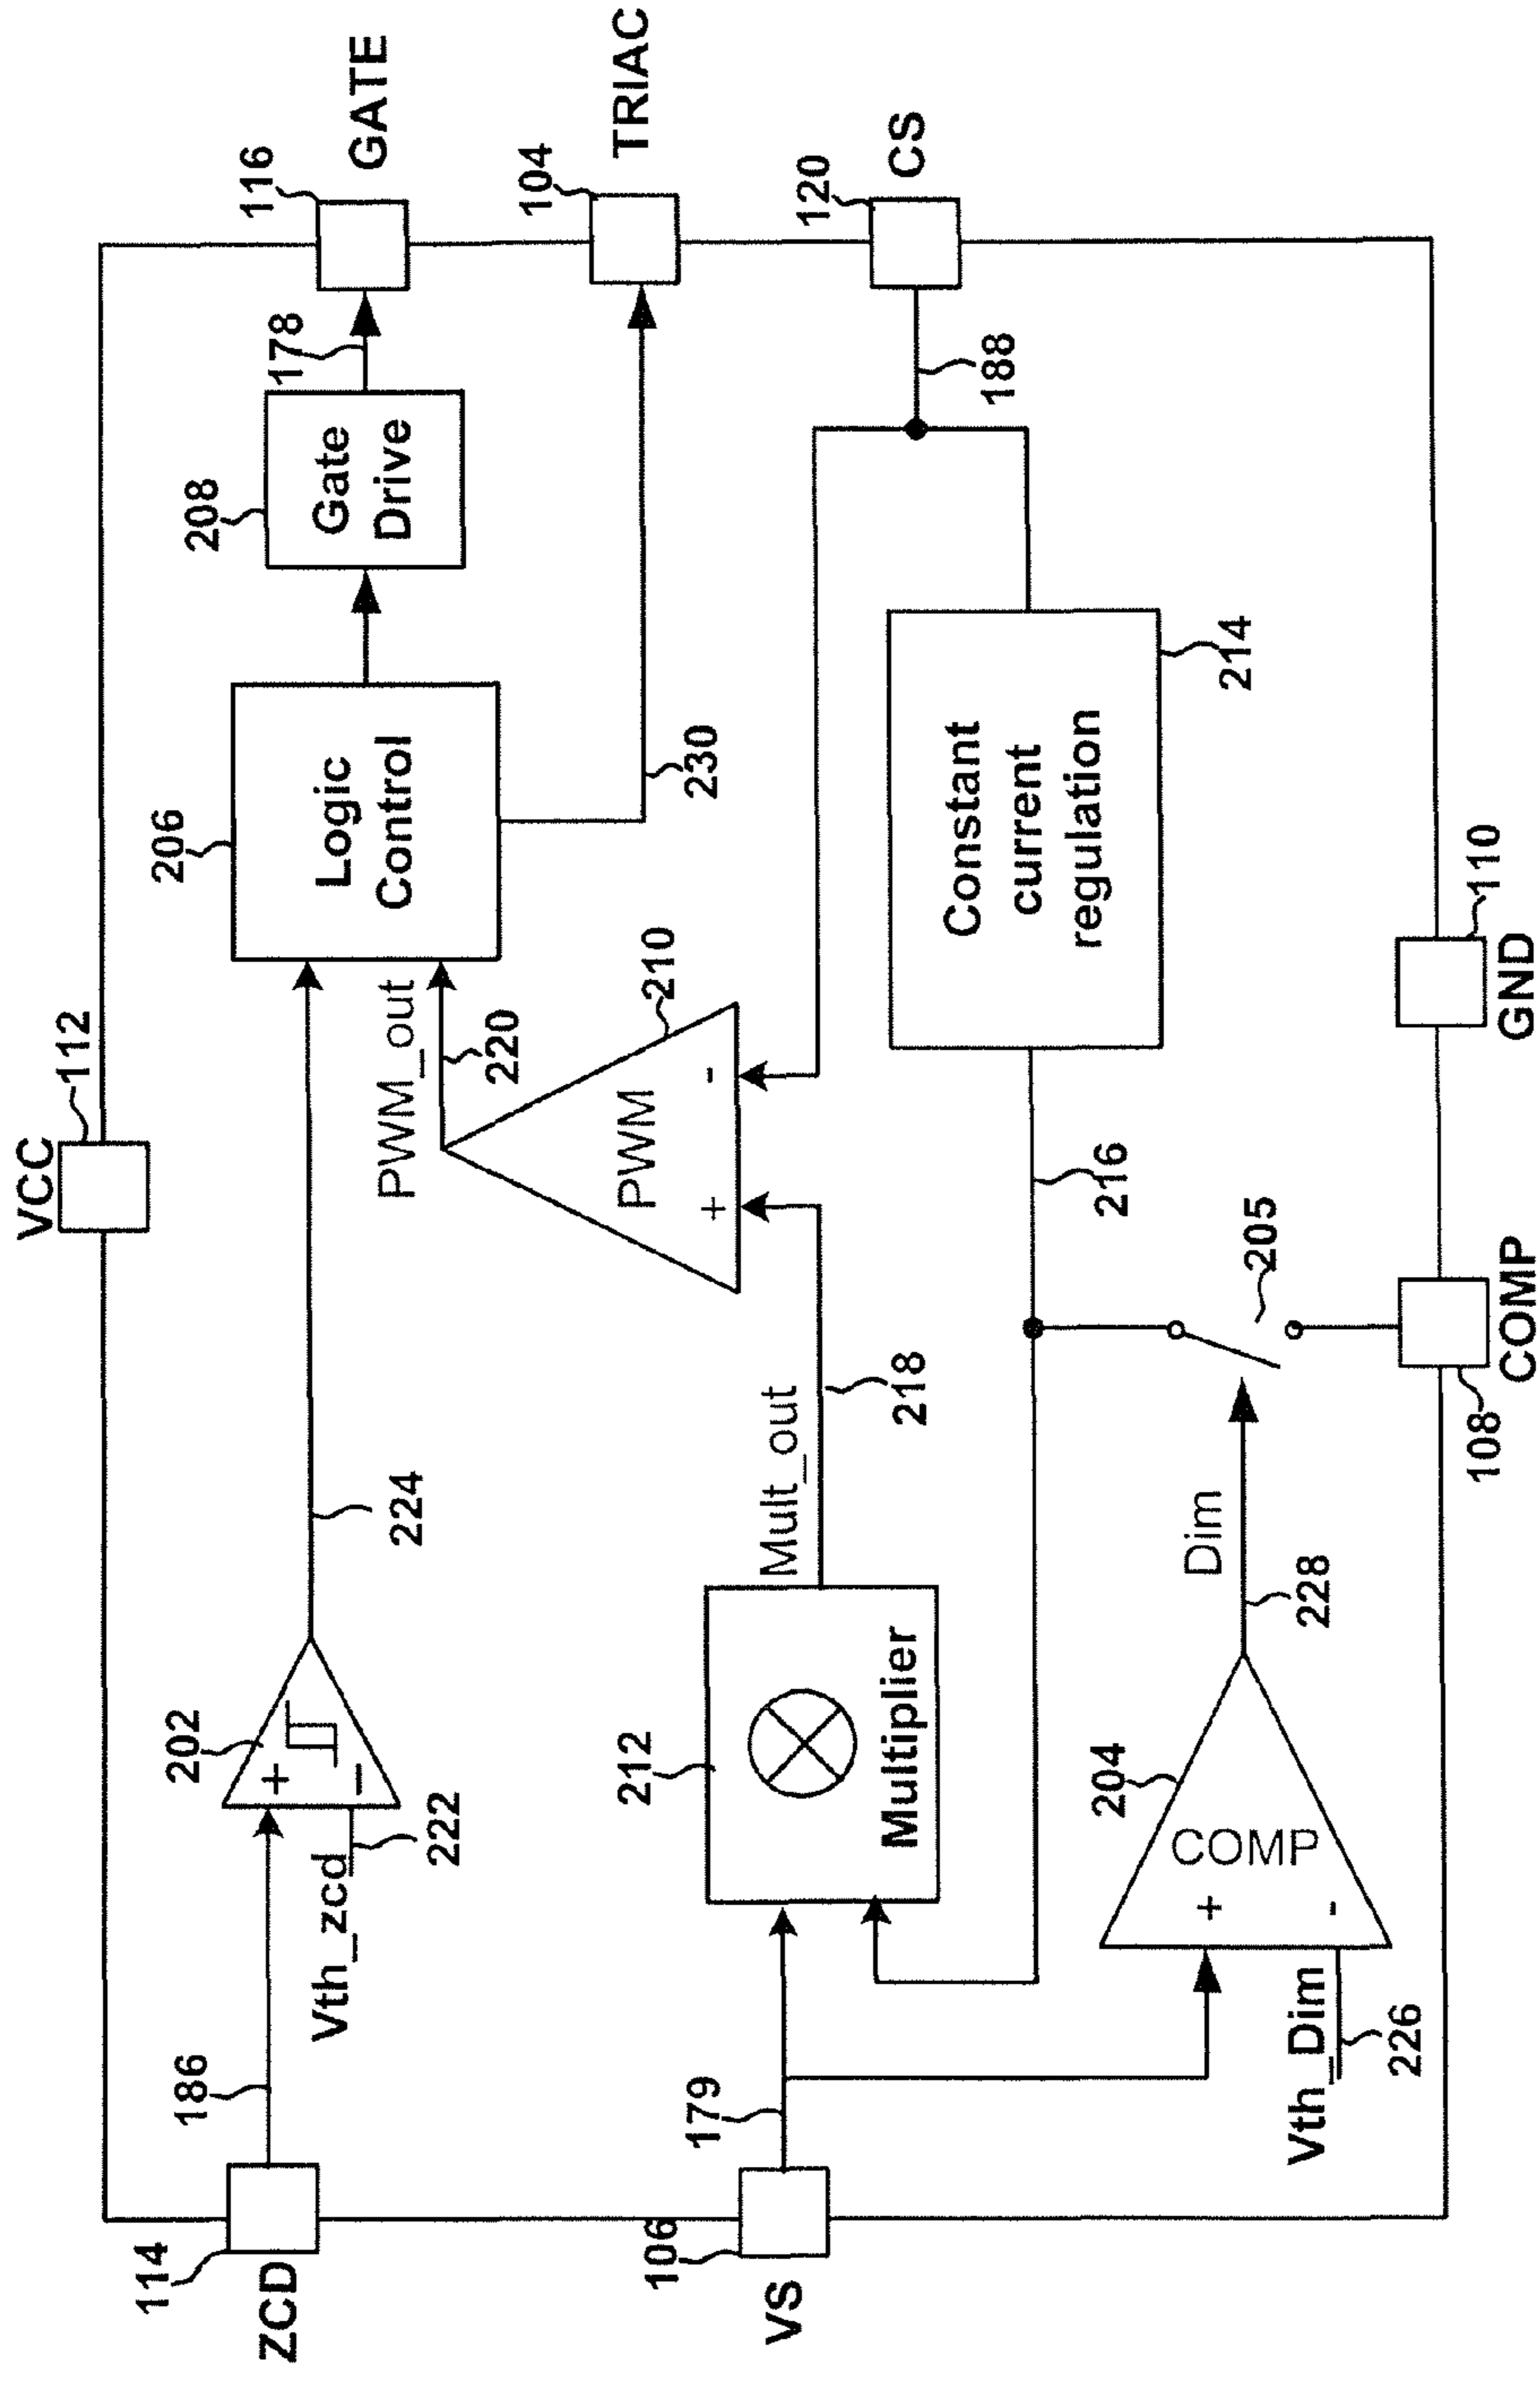 VCC
112
116
GATE
178
208
Gate
Drive
206
Logic
Control
104
TRIAC
230
224
202
+
-
222
Vth_zcd
186
114
ZCD
PWM_out
220
210
PWM
+
-
120
CS
188
Mult_out
218
212
Multiplier
179
106
VS
Constant
current
regulation
214
216
205
Dim
228
204
COMP
+
-
Vth_Dim
226
108
COMP
110
GND